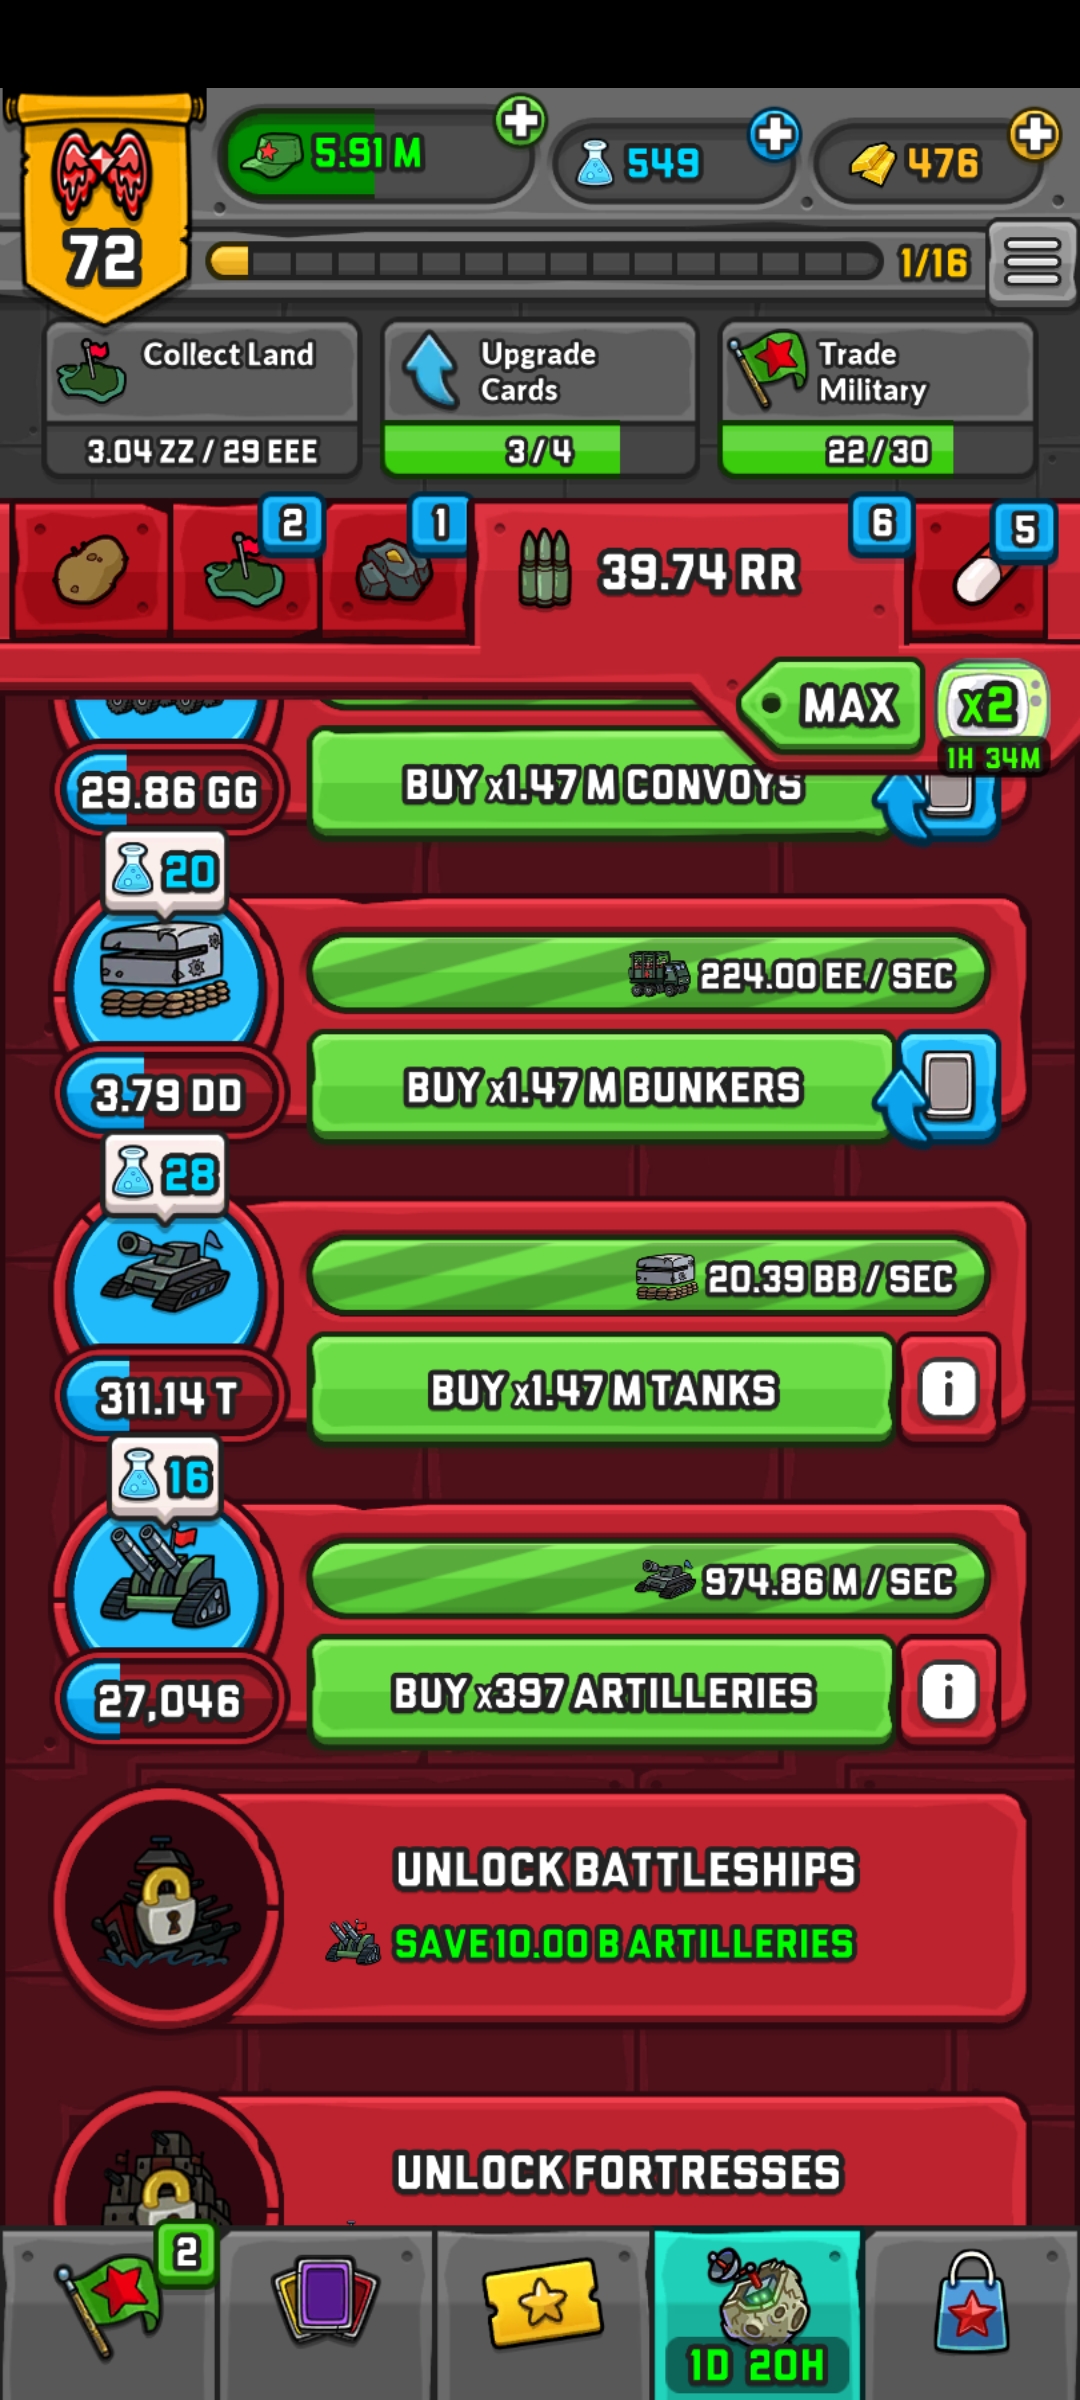 5.91 M
549
476
72
1/16
Collect Land
3.04 ZZ / 29 EEE
Upgrade
Cards
3/4
Trade
Military
22/30
2
1
39.74 RR
6
5
MAX
x2
1H 34M
29.86 GG
BUY x1.47 M CONVOYS
20
224.00 EE / SEC
3.79 DD
BUY x1.47 M BUNKERS
28
20.39 BB / SEC
311.14 T
BUY x1.47 M TANKS
16
974.86 M / SEC
27,046
BUY x397 ARTILLERIES
UNLOCK BATTLESHIPS
SAVE 10.00 B ARTILLERIES
UNLOCK FORTRESSES
2
1D 20H